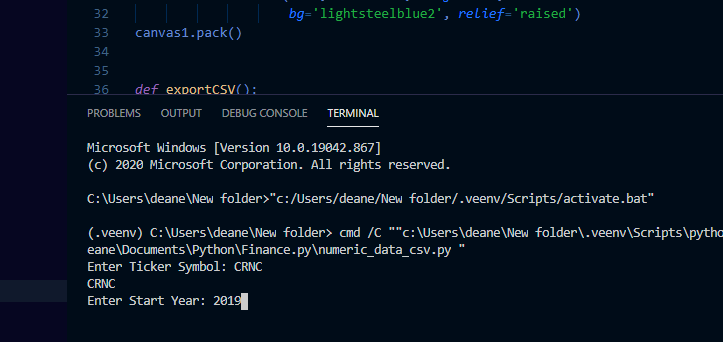 32 bg='lightsteelblue2', relief='raised')
33 canvas1.pack()
34
35
36 def exportCSV():
PROBLEMS OUTPUT DEBUG CONSOLE TERMINAL
Microsoft Windows [Version 10.0.19042.867]
(c) 2020 Microsoft Corporation. All rights reserved.
C:\Users\deane\New folder>"c:/Users/deane/New folder/.veenv/Scripts/activate.bat"
(.veenv) C:\Users\deane\New folder> cmd /C ""c:\Users\deane\New folder\.veenv\Scripts\pytho
eane\Documents\Python\Finance.py\numeric_data_csv.py "
Enter Ticker Symbol: CRNC
CRNC
Enter Start Year: 2019